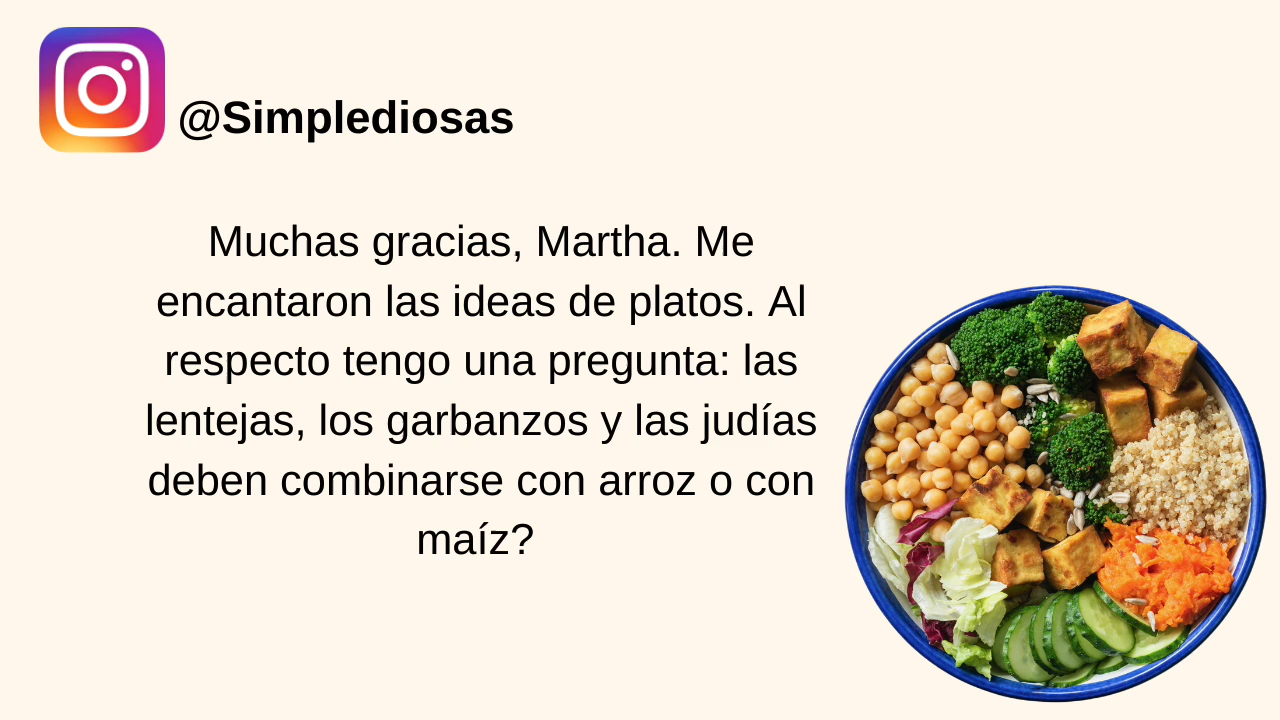 @Simplediosas
Muchas gracias, Martha. Me
encantaron las ideas de platos. Al
respecto tengo una pregunta: las
lentejas, los garbanzos y las judías
deben combinarse con arroz o con
maíz?